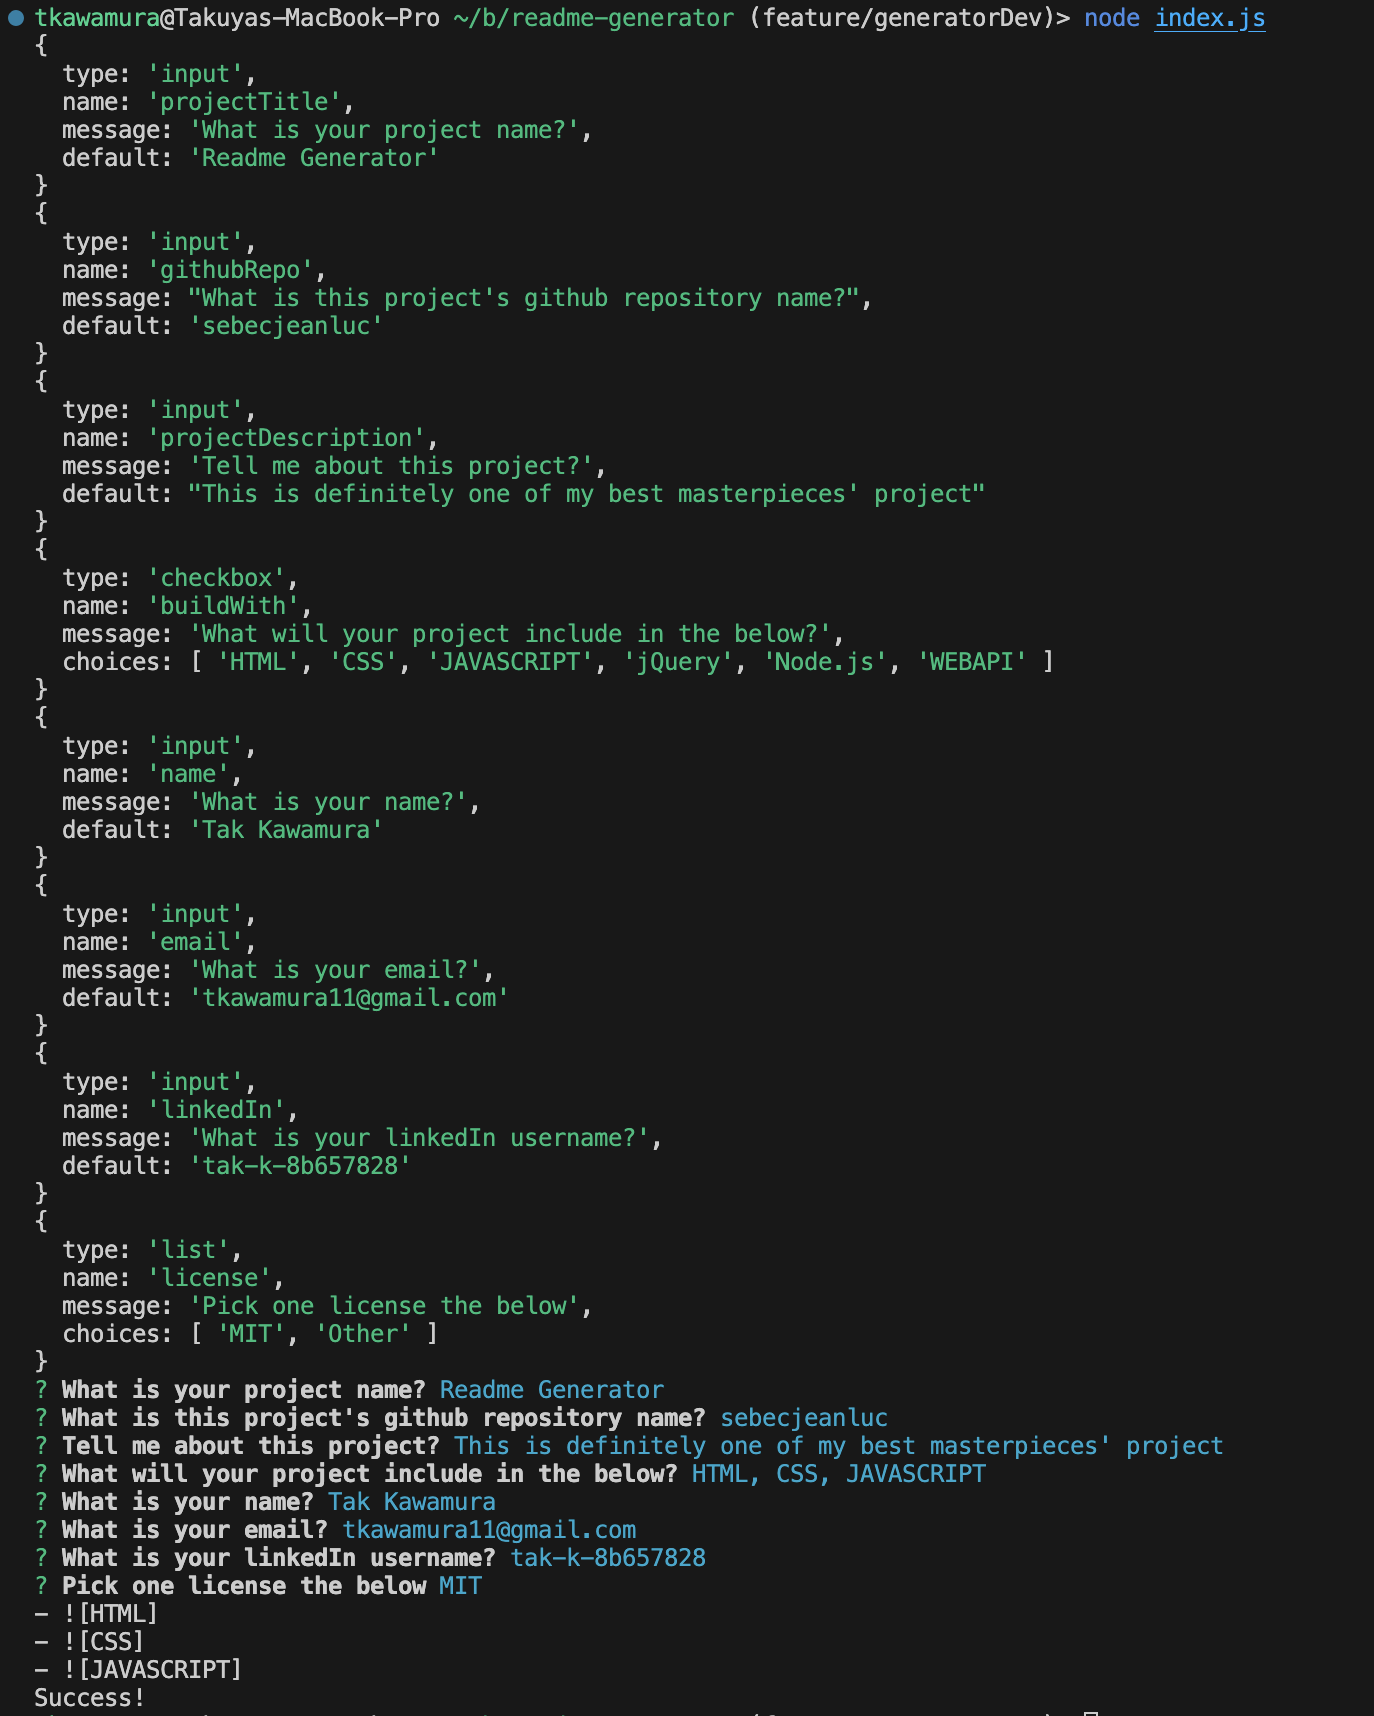 tkawamura@Takuyas-MacBook-Pro ~/b/readme-generator (feature/generatorDev)> node index.js
{
  type: 'input',
  name: 'projectTitle',
  message: 'What is your project name?',
  default: 'Readme Generator'
}
{
  type: 'input',
  name: 'githubRepo',
  message: "What is this project's github repository name?",
  default: 'sebecjeanluc'
}
{
  type: 'input',
  name: 'projectDescription',
  message: 'Tell me about this project?',
  default: "This is definitely one of my best masterpieces' project"
}
{
  type: 'checkbox',
  name: 'buildWith',
  message: 'What will your project include in the below?',
  choices: [ 'HTML', 'CSS', 'JAVASCRIPT', 'jQuery', 'Node.js', 'WEBAPI' ]
}
{
  type: 'input',
  name: 'name',
  message: 'What is your name?',
  default: 'Tak Kawamura'
}
{
  type: 'input',
  name: 'email',
  message: 'What is your email?',
  default: 'tkawamura11@gmail.com'
}
{
  type: 'input',
  name: 'linkedIn',
  message: 'What is your linkedIn username?',
  default: 'tak-k-8b657828'
}
{
  type: 'list',
  name: 'license',
  message: 'Pick one license the below',
  choices: [ 'MIT', 'Other' ]
}
? What is your project name? Readme Generator
? What is this project's github repository name? sebecjeanluc
? Tell me about this project? This is definitely one of my best masterpieces' project
? What will your project include in the below? HTML, CSS, JAVASCRIPT
? What is your name? Tak Kawamura
? What is your email? tkawamura11@gmail.com
? What is your linkedIn username? tak-k-8b657828
? Pick one license the below MIT
- ![HTML]
- ![CSS]
- ![JAVASCRIPT]
Success!